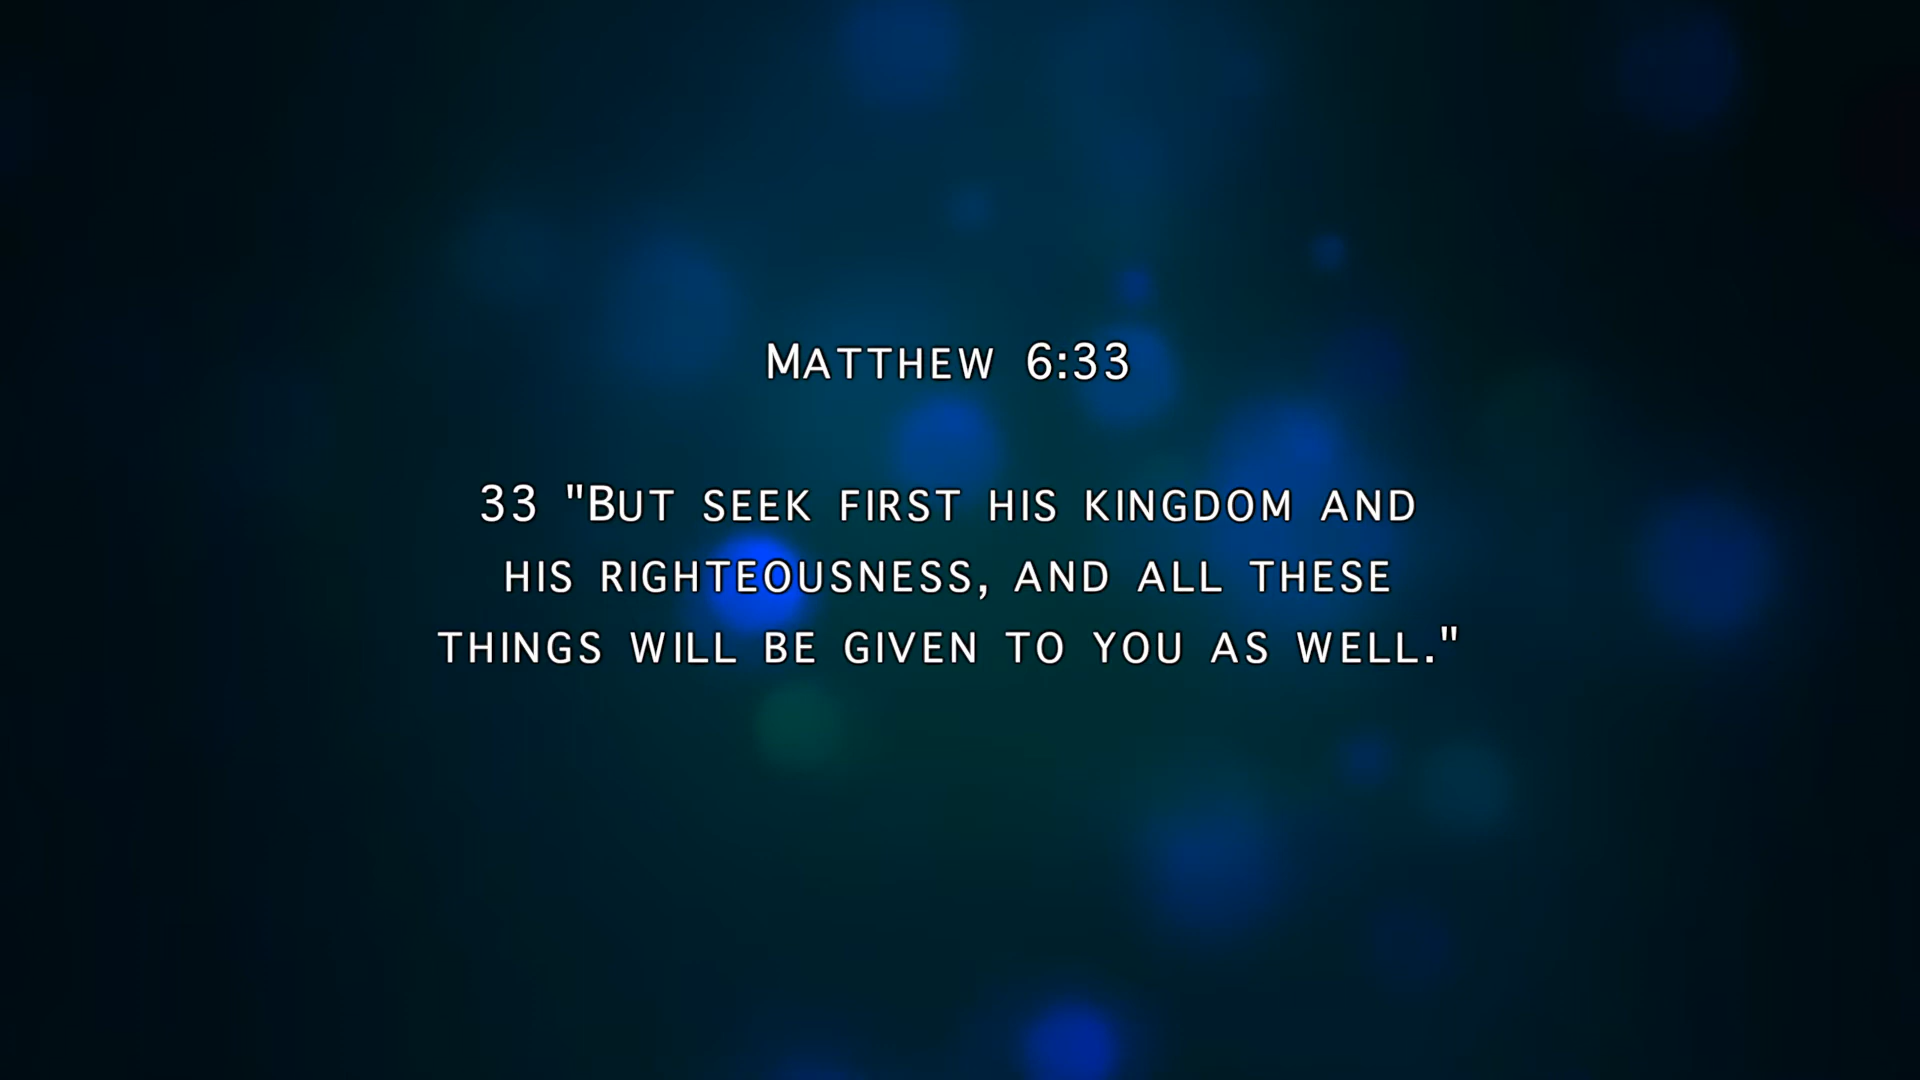 Matthew 6:33
33 "But seek first his kingdom and
his righteousness, and all these
things will be given to you as well."